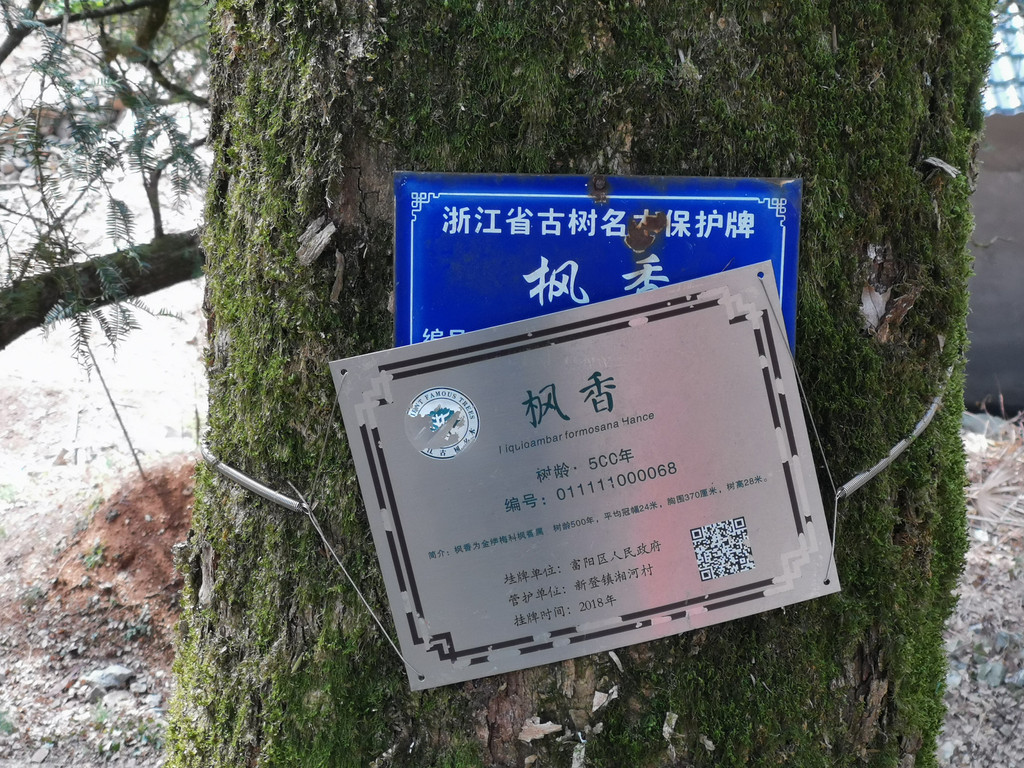 浙江省古树名木保护牌
枫 香
编号
枫香
Liquidambar formosana Hance
树龄：500年
编号：011111000068
简介：枫香为金缕梅科枫香属 树龄500年，平均冠幅24米，胸围370厘米，树高28米。
挂牌单位：富阳区人民政府
管护单位：新登镇湘河村
挂牌时间：2018年